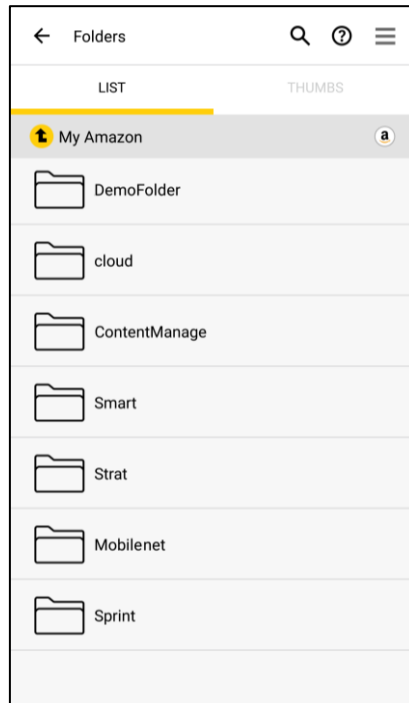 Folders
LIST THUMBS
My Amazon a
DemoFolder
cloud
ContentManage
Smart
Strat
Mobilenet
Sprint